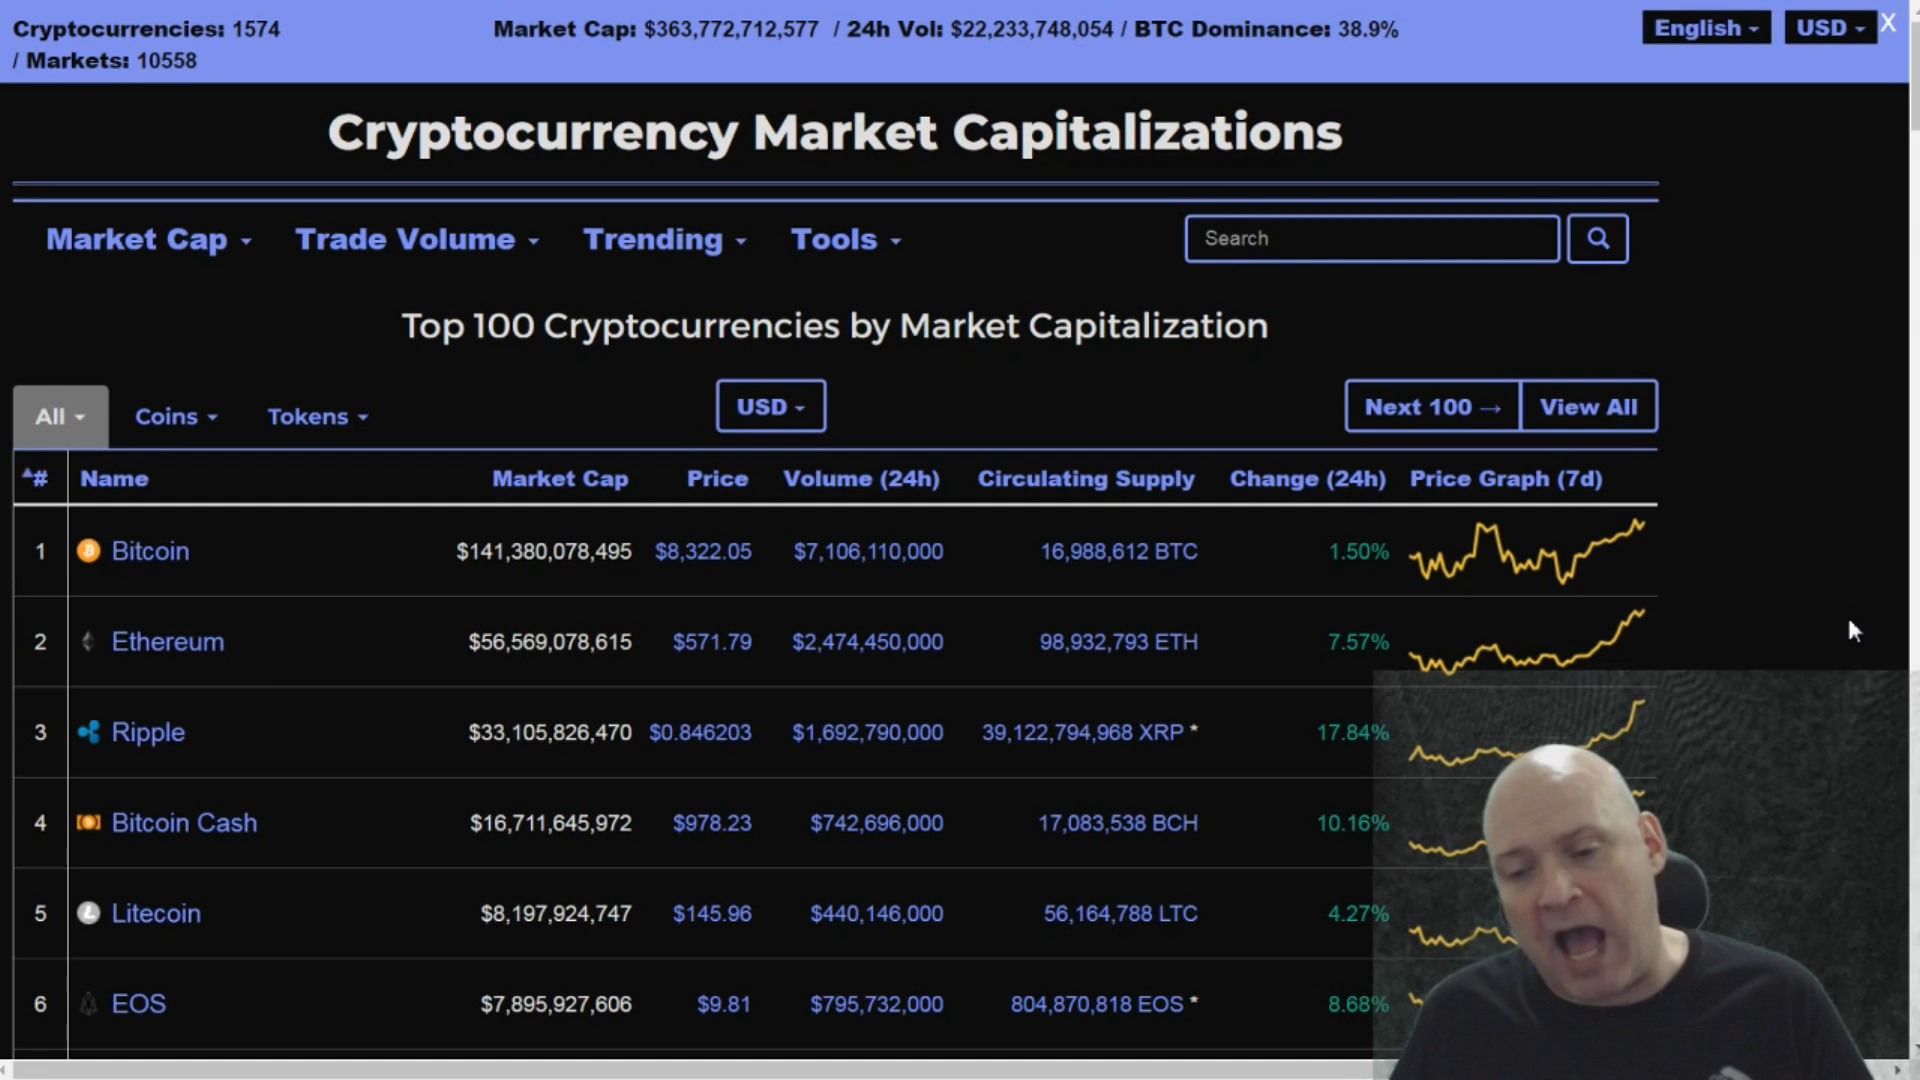 Cryptocurrencies: 1574
/ Markets: 10558
Market Cap: $363,772,712,577 / 24h Vol: $22,233,748,054 / BTC Dominance: 38.9%
English
USD
X
Cryptocurrency Market Capitalizations
Market Cap
Trade Volume
Trending
Tools
Search
Top 100 Cryptocurrencies by Market Capitalization
All
Coins
Tokens
USD
Next 100 →
View All
# Name Market Cap Price Volume (24h) Circulating Supply Change (24h) Price Graph (7d)
1 Bitcoin $141,380,078,495 $8,322.05 $7,106,110,000 16,988,612 BTC 1.50%
2 Ethereum $56,569,078,615 $571.79 $2,474,450,000 98,932,793 ETH 7.57%
3 Ripple $33,105,826,470 $0.846203 $1,692,790,000 39,122,794,968 XRP * 17.84%
4 Bitcoin Cash $16,711,645,972 $978.23 $742,696,000 17,083,538 BCH 10.16%
5 Litecoin $8,197,924,747 $145.96 $440,146,000 56,164,788 LTC 4.27%
6 EOS $7,895,927,606 $9.81 $795,732,000 804,870,818 EOS * 8.68%